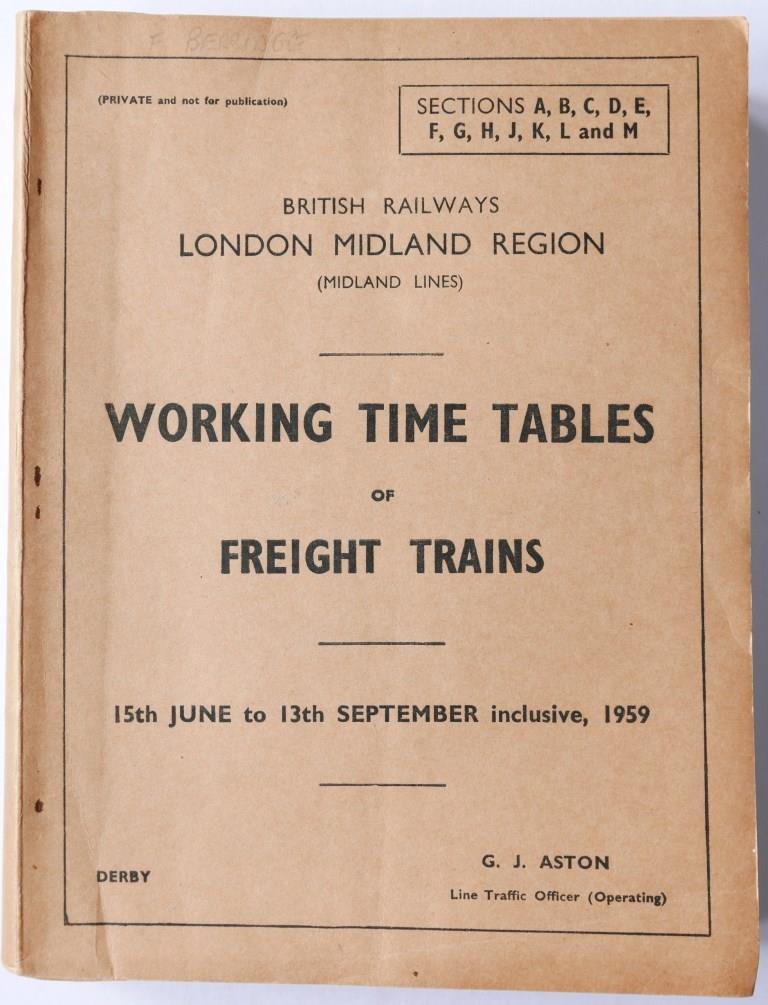 (PRIVATE and not for publication)
SECTIONS A, B, C, D, E,
F, G, H, J, K, L and M
BRITISH RAILWAYS
LONDON MIDLAND REGION
(MIDLAND LINES)
WORKING TIME TABLES
OF
FREIGHT TRAINS
15th JUNE to 13th SEPTEMBER inclusive, 1959
DERBY
G. J. ASTON
Line Traffic Officer (Operating)